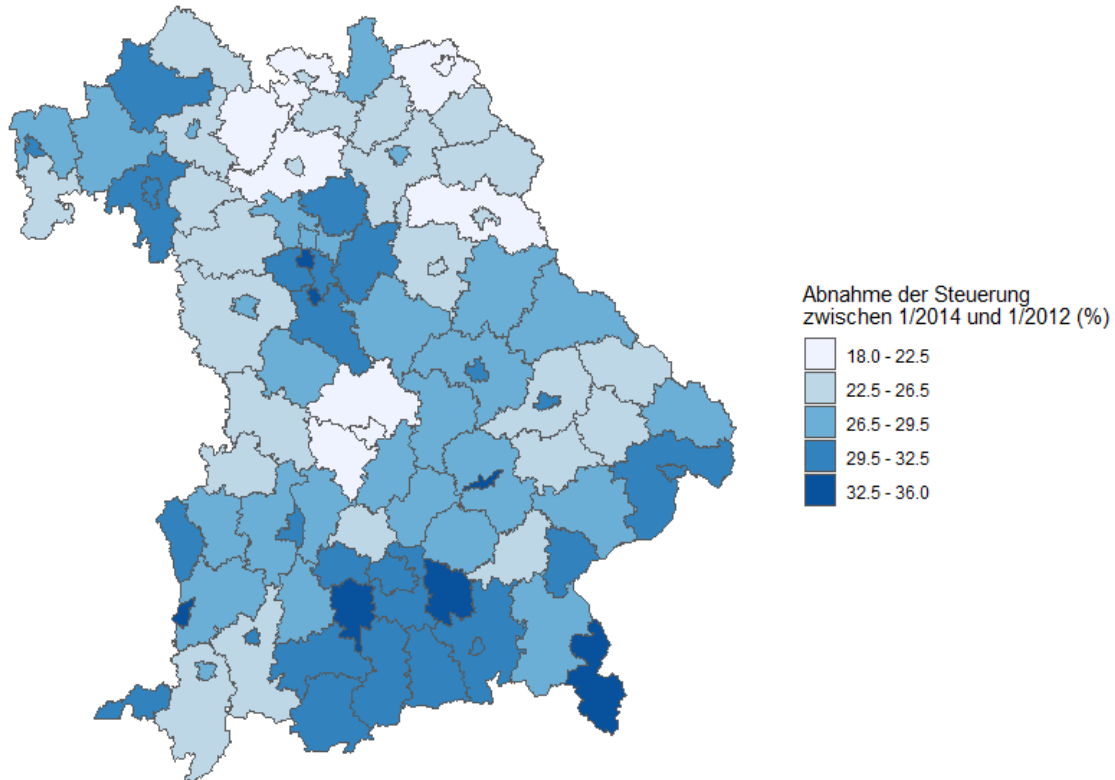 Abnahme der Steuerung
zwischen 1/2014 und 1/2012 (%)
18.0 - 22.5
22.5 - 26.5
26.5 - 29.5
29.5 - 32.5
32.5 - 36.0